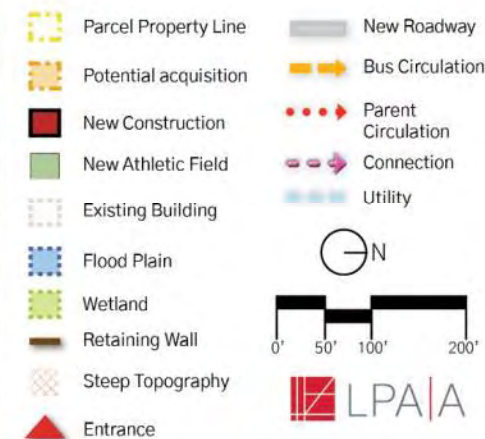 Parcel Property Line
Potential acquisition
New Construction
New Athletic Field
Existing Building
Flood Plain
Wetland
Retaining Wall
Steep Topography
Entrance
New Roadway
Bus Circulation
Parent
Circulation
Connection
Utility
N
0' 50' 100' 200'
LPA|A